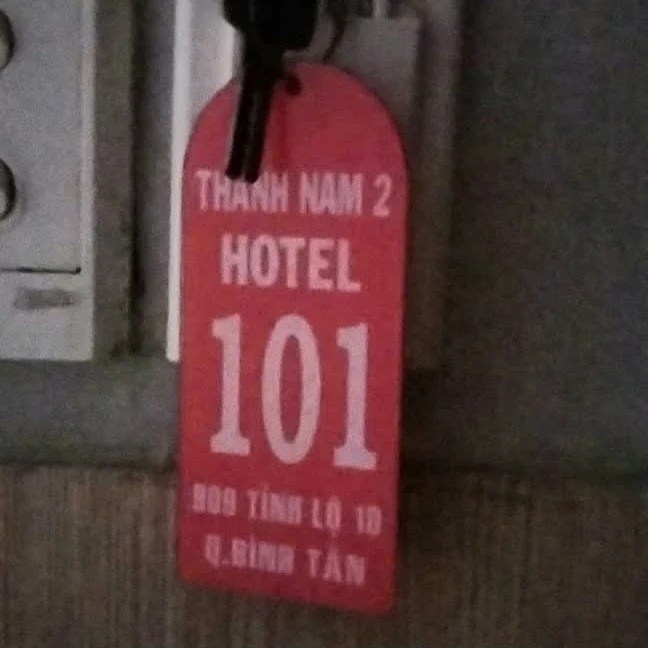 THANH NAM 2
HOTEL
101
909 TỈNH LỘ 10
Q.BÌNH TÂN